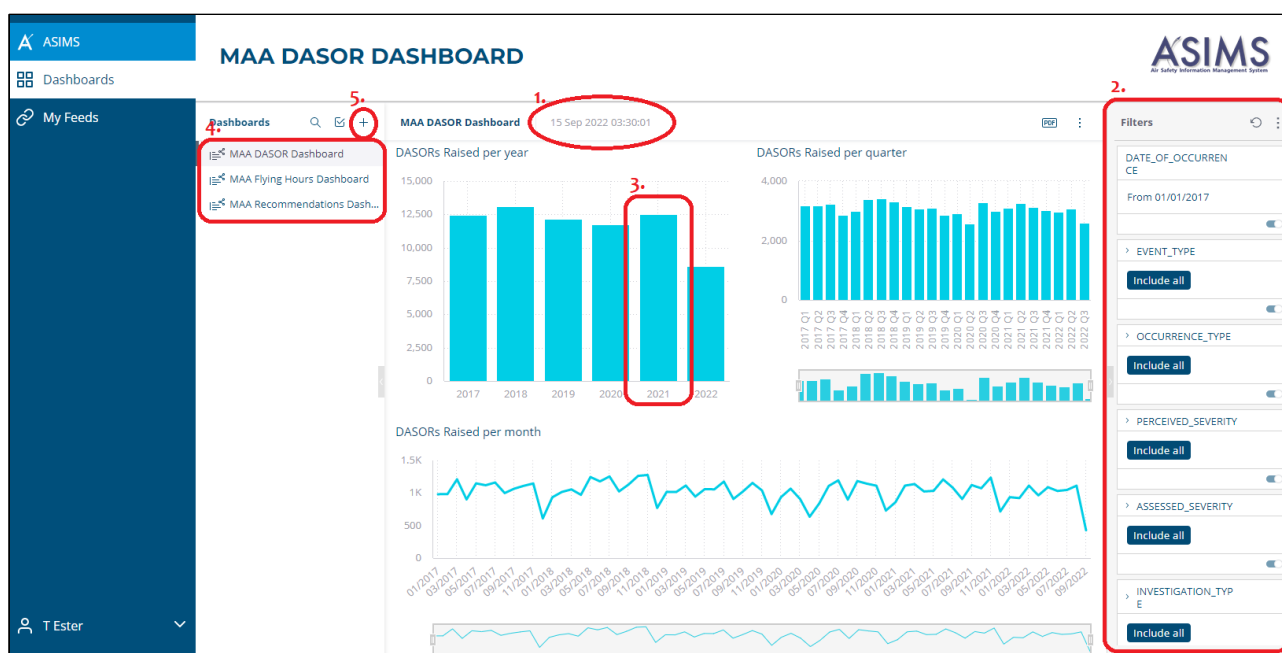 ASIMS
Dashboards
My Feeds
T Ester
MAA DASOR DASHBOARD
ASIMS
Air Safety Information Management System
5.
1.
2.
4.
3.
Dashboards
MAA DASOR Dashboard
MAA Flying Hours Dashboard
MAA Recommendations Dash...
MAA DASOR Dashboard
15 Sep 2022 03:30:01
PDF
DASORs Raised per year
15,000
12,500
10,000
7,500
5,000
2,500
0
2017 2018 2019 2020 2021 2022
DASORs Raised per quarter
4,000
2,000
0
2017 Q1
2017 Q2
2017 Q3
2017 Q4
2018 Q1
2018 Q2
2018 Q3
2018 Q4
2019 Q1
2019 Q2
2019 Q3
2019 Q4
2020 Q1
2020 Q2
2020 Q3
2020 Q4
2021 Q1
2021 Q2
2021 Q3
2021 Q4
2022 Q1
2022 Q2
2022 Q3
DASORs Raised per month
1.5K
1K
500
0
01/2017
03/2017
05/2017
07/2017
09/2017
11/2017
01/2018
03/2018
05/2018
07/2018
09/2018
11/2018
01/2019
03/2019
05/2019
07/2019
09/2019
11/2019
01/2020
03/2020
05/2020
07/2020
09/2020
11/2020
01/2021
03/2021
05/2021
07/2021
09/2021
11/2021
01/2022
03/2022
05/2022
07/2022
09/2022
Filters
DATE_OF_OCCURREN
CE
From 01/01/2017
EVENT_TYPE
Include all
OCCURRENCE_TYPE
Include all
PERCEIVED_SEVERITY
Include all
ASSESSED_SEVERITY
Include all
INVESTIGATION_TYP
E
Include all